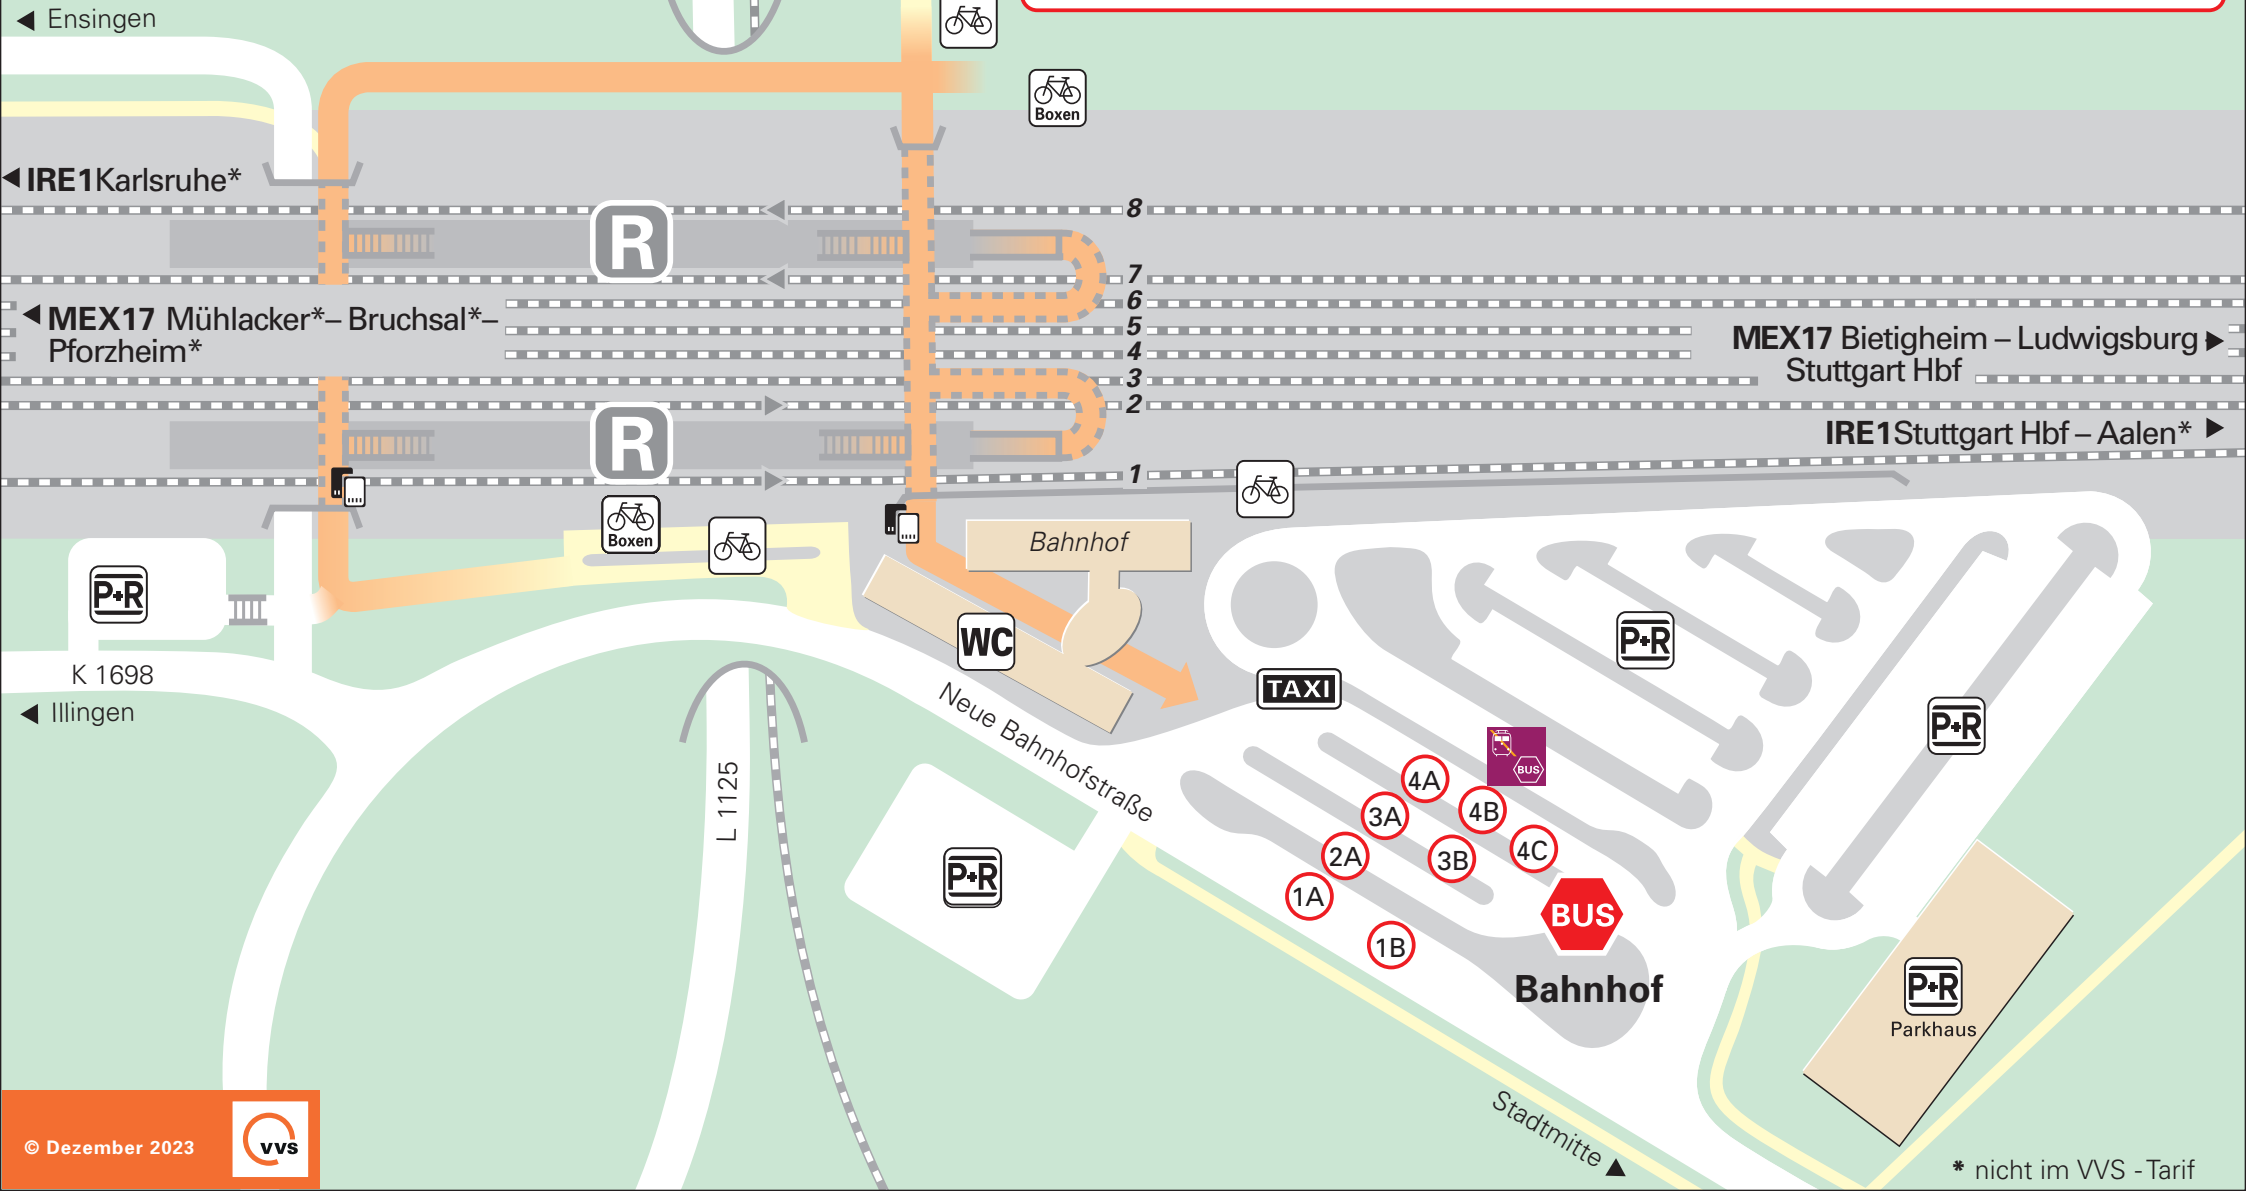 Ensingen
Boxen
IRE1 Karlsruhe*
8
R
7
6
MEX17 Mühlacker*– Bruchsal*–
Pforzheim*
5
4
MEX17 Bietigheim – Ludwigsburg
Stuttgart Hbf
3
2
IRE1 Stuttgart Hbf – Aalen*
R
1
Boxen
Bahnhof
P+R
WC
P+R
K 1698
TAXI
Illingen
Neue Bahnhofstraße
P+R
L 1125
BUS
4A
4B
3A
4C
2A
3B
P+R
1A
1B
BUS
Bahnhof
P+R
Parkhaus
Stadtmitte
© Dezember 2023
vvs
* nicht im VVS - Tarif